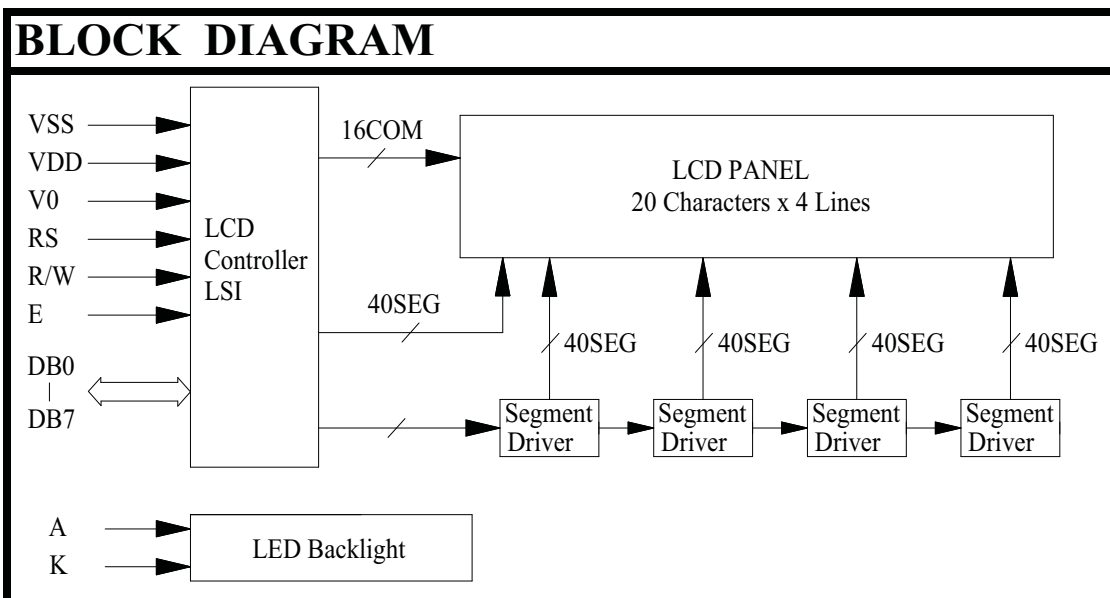 BLOCK DIAGRAM
VSS
VDD
V0
RS
R/W
E
DB0
DB7
LCD
Controller
LSI
16COM
LCD PANEL
20 Characters x 4 Lines
40SEG
40SEG
40SEG
40SEG
40SEG
Segment
Driver
Segment
Driver
Segment
Driver
Segment
Driver
A
K
LED Backlight